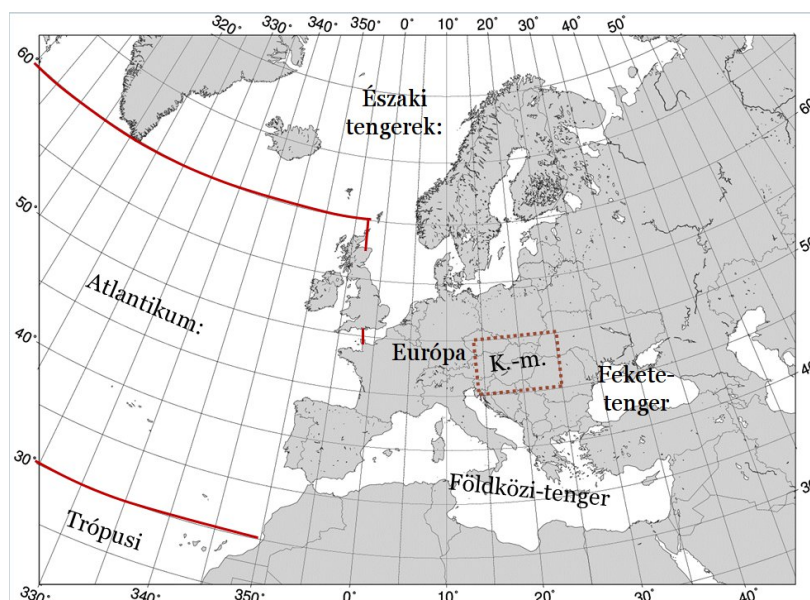 320° 330° 340° 350° 0° 10° 20° 30° 40° 50°
60°
Északi
tengerek:
50°
Atlantikum:
40°
Európa
K.-m.
Fekete-
tenger
30°
Földközi-tenger
Trópusi
330° 340° 350° 0° 10° 20° 30° 40°